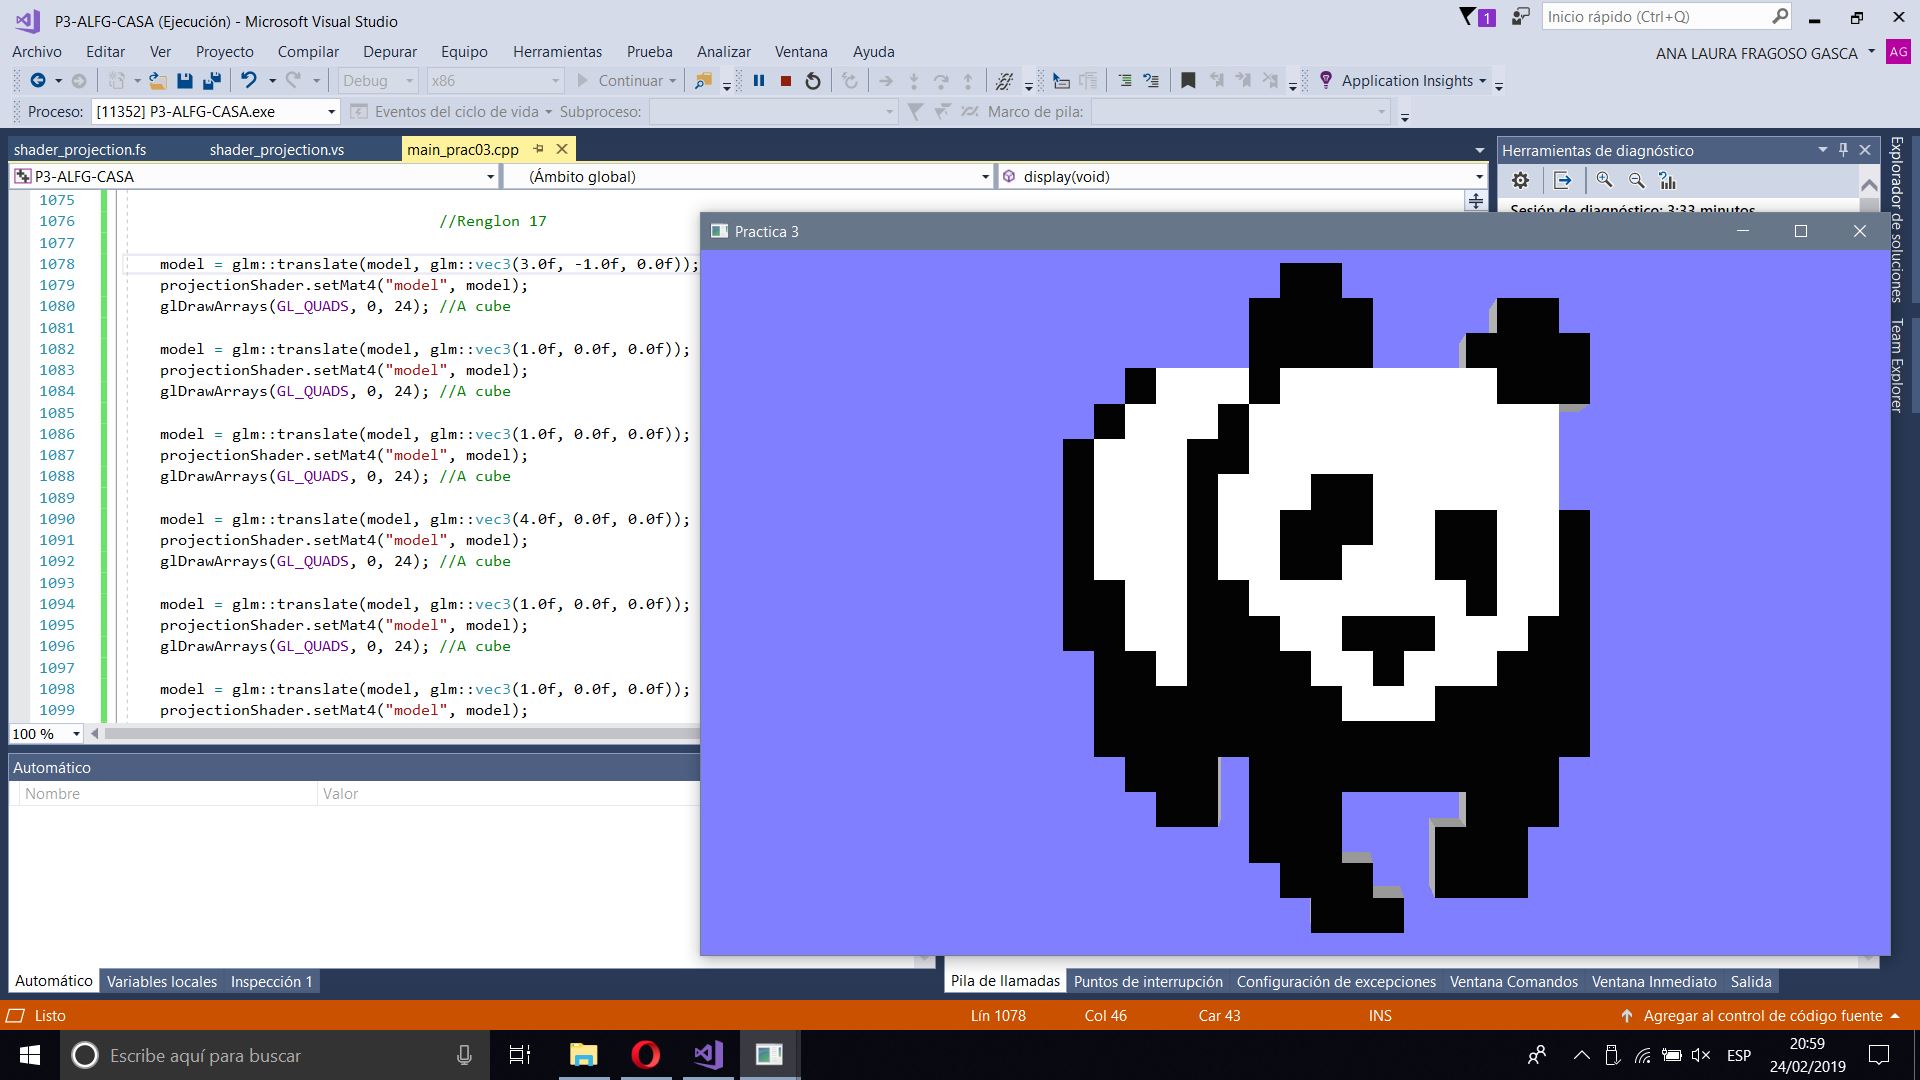 P3-ALFG-CASA (Ejecución) - Microsoft Visual Studio
1
Inicio rápido (Ctrl+Q)
Archivo Editar Ver Proyecto Compilar Depurar Equipo Herramientas Prueba Analizar Ventana Ayuda
ANA LAURA FRAGOSO GASCA AG
Debug x86 Continuar Application Insights
Proceso: [11352] P3-ALFG-CASA.exe Eventos del ciclo de vida Subproceso: Marco de pila:
shader_projection.fs shader_projection.vs main_prac03.cpp
Herramientas de diagnóstico
P3-ALFG-CASA (Ámbito global) display(void)
Sesión de diagnóstico: 3:33 minutos
Explorador de soluciones
Team Explorer
1075
1076 //Renglon 17
1077
1078 model = glm::translate(model, glm::vec3(3.0f, -1.0f, 0.0f));
1079 projectionShader.setMat4("model", model);
1080 glDrawArrays(GL_QUADS, 0, 24); //A cube
1081
1082 model = glm::translate(model, glm::vec3(1.0f, 0.0f, 0.0f));
1083 projectionShader.setMat4("model", model);
1084 glDrawArrays(GL_QUADS, 0, 24); //A cube
1085
1086 model = glm::translate(model, glm::vec3(1.0f, 0.0f, 0.0f));
1087 projectionShader.setMat4("model", model);
1088 glDrawArrays(GL_QUADS, 0, 24); //A cube
1089
1090 model = glm::translate(model, glm::vec3(4.0f, 0.0f, 0.0f));
1091 projectionShader.setMat4("model", model);
1092 glDrawArrays(GL_QUADS, 0, 24); //A cube
1093
1094 model = glm::translate(model, glm::vec3(1.0f, 0.0f, 0.0f));
1095 projectionShader.setMat4("model", model);
1096 glDrawArrays(GL_QUADS, 0, 24); //A cube
1097
1098 model = glm::translate(model, glm::vec3(1.0f, 0.0f, 0.0f));
1099 projectionShader.setMat4("model", model);
Practica 3
100 %
Automático
Nombre Valor
Automático Variables locales Inspección 1
Pila de llamadas Puntos de interrupción Configuración de excepciones Ventana Comandos Ventana Inmediato Salida
Listo Lín 1078 Col 46 Car 43 INS Agregar al control de código fuente
Escribe aquí para buscar
ESP
20:59
24/02/2019